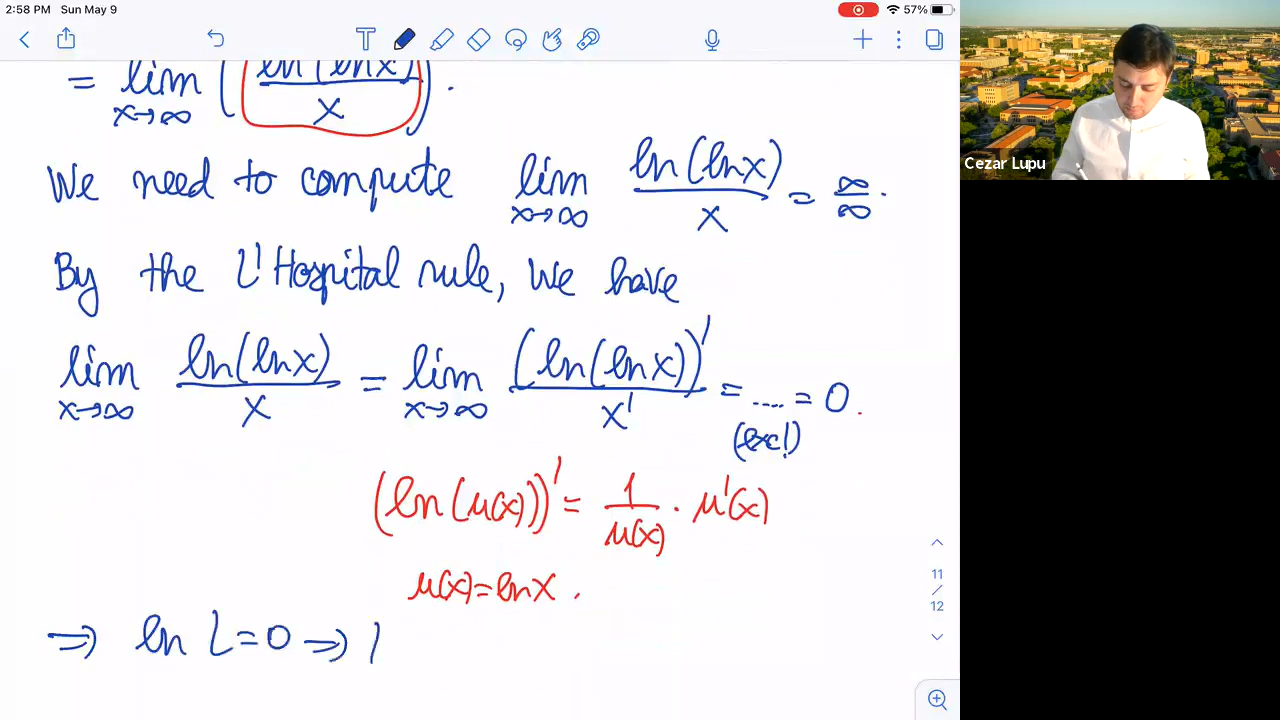 2:58 PM Sun May 9
57%
= lim x→∞ ( ln(lnx) / x ).
We need to compute lim x→∞ ln(lnx) / x = ∞/∞.
By the L'Hospital rule, We have
lim x→∞ ln(lnx) / x = lim x→∞ (ln(lnx))' / x' = .... = 0.
(exc!)
(ln(u(x)))' = 1/u(x) · u'(x)
u(x)=lnx.
⇒ ln L=0 ⇒
11
/
12
Cezar Lupu